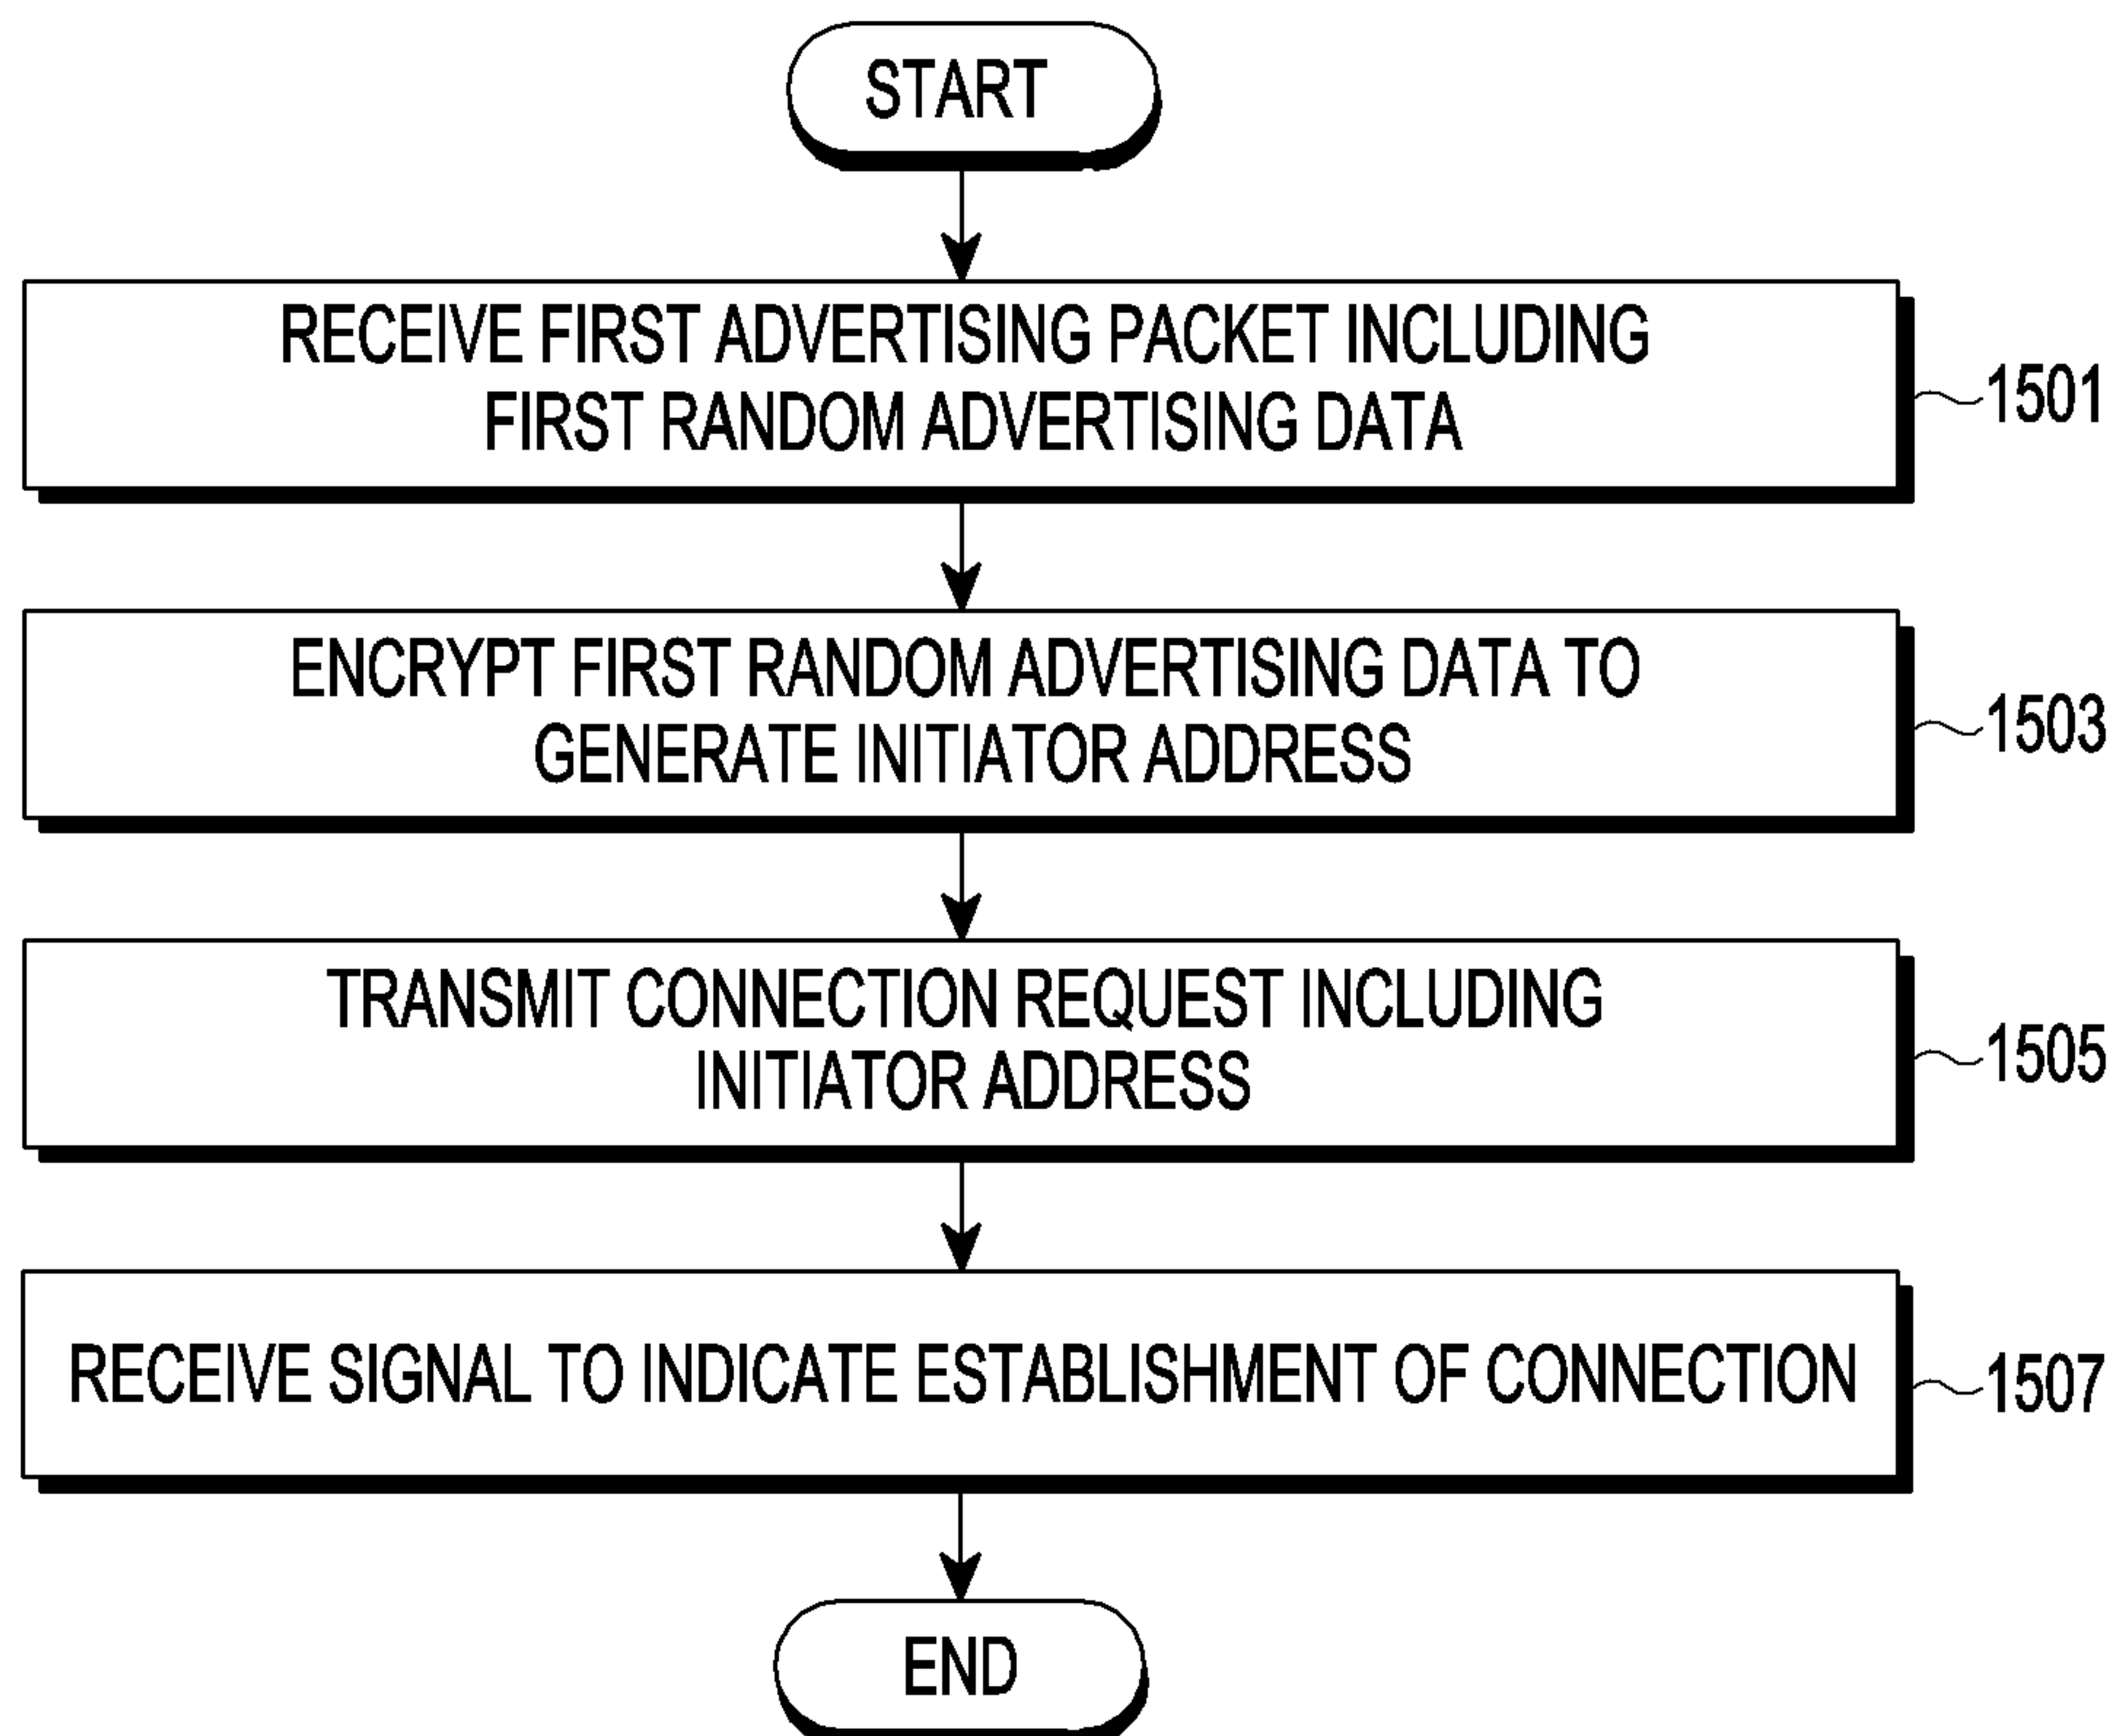 START
RECEIVE FIRST ADVERTISING PACKET INCLUDING
FIRST RANDOM ADVERTISING DATA
1501
ENCRYPT FIRST RANDOM ADVERTISING DATA TO
GENERATE INITIATOR ADDRESS
1503
TRANSMIT CONNECTION REQUEST INCLUDING
INITIATOR ADDRESS
1505
RECEIVE SIGNAL TO INDICATE ESTABLISHMENT OF CONNECTION
1507
END